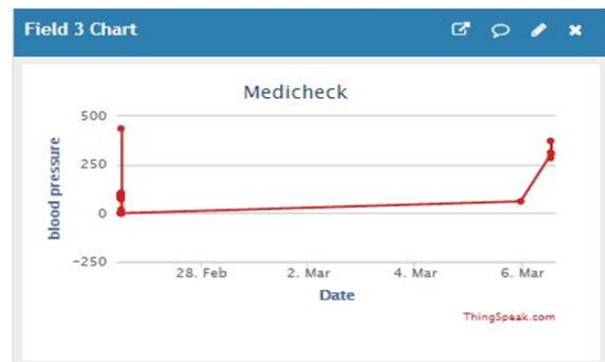 Field 3 Chart
Medicheck
blood pressure
500
250
0
-250
28. Feb 2. Mar 4. Mar 6. Mar
Date
ThingSpeak.com